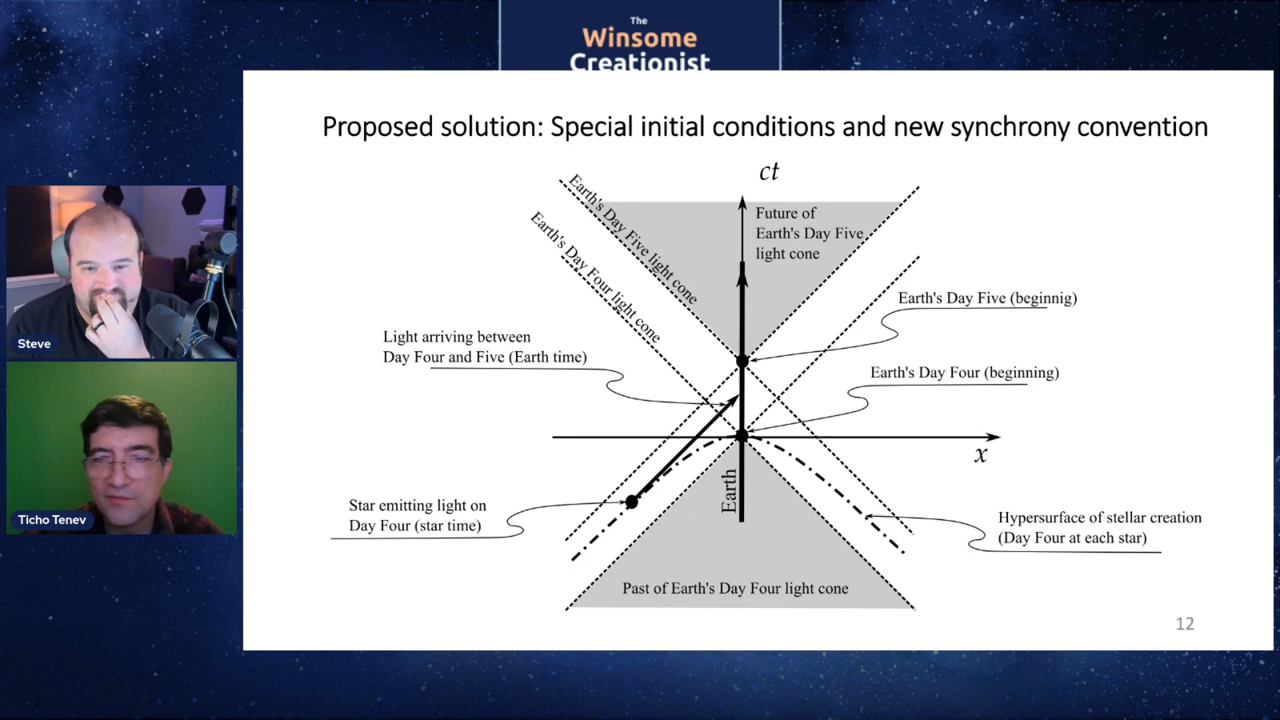 The
Winsome
Creationist
Proposed solution: Special initial conditions and new synchrony convention
ct
Earth's Day Five light cone
Earth's Day Four light cone
Future of
Earth's Day Five
light cone
Earth's Day Five (beginnig)
Light arriving between
Day Four and Five (Earth time)
Earth's Day Four (beginning)
x
Earth
Star emitting light on
Day Four (star time)
Hypersurface of stellar creation
(Day Four at each star)
Past of Earth's Day Four light cone
12
Steve
Ticho Tenev